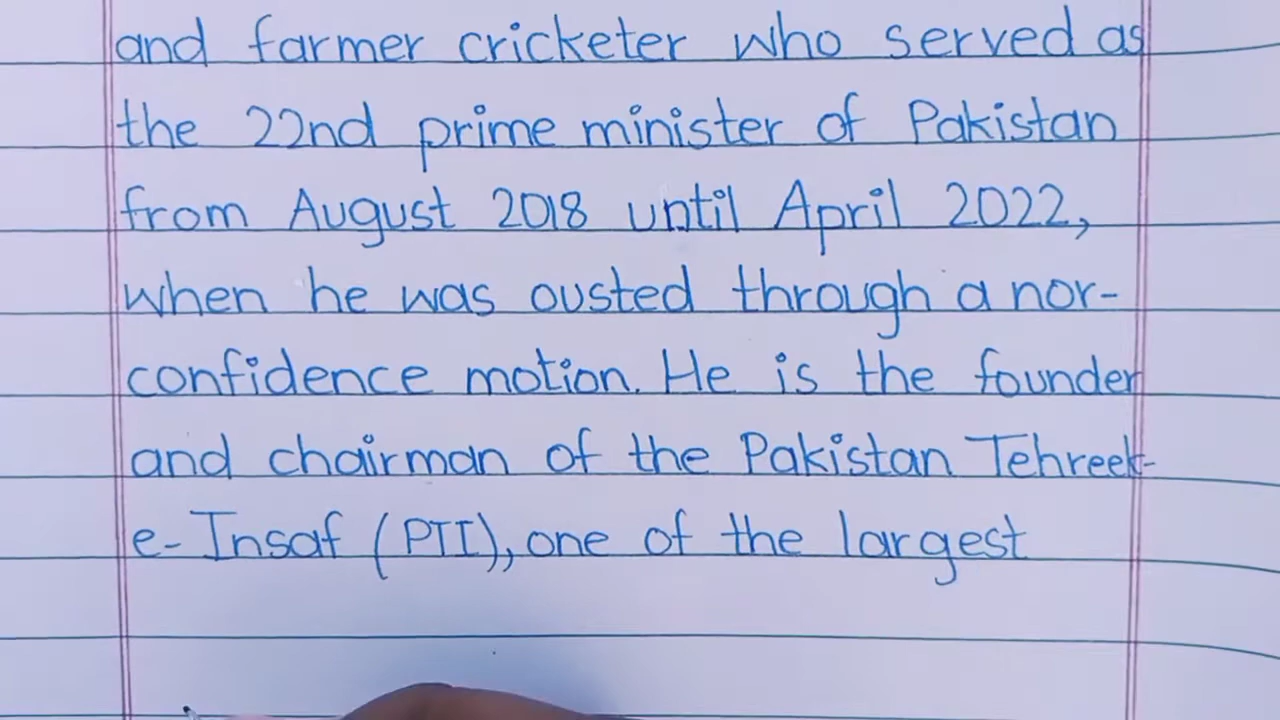 and farmer cricketer who served as
the 22nd prime minister of Pakistan
from August 2018 until April 2022,
when he was ousted through a nor-
confidence motion. He is the founder
and chairman of the Pakistan Tehreek-
e-Insaf (PTI), one of the largest